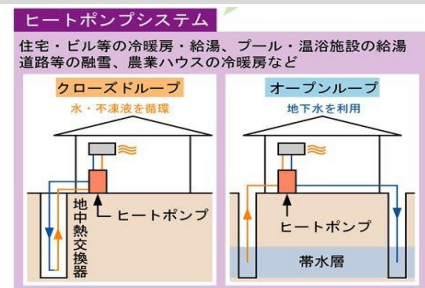 ヒートポンプシステム
住宅・ビル等の冷暖房・給湯、プール・温浴施設の給湯
道路等の融雪、農業ハウスの冷暖房など
クローズドループ
水・不凍液を循環
地中熱交換器
ヒートポンプ
オープンループ
地下水を利用
ヒートポンプ
帯水層